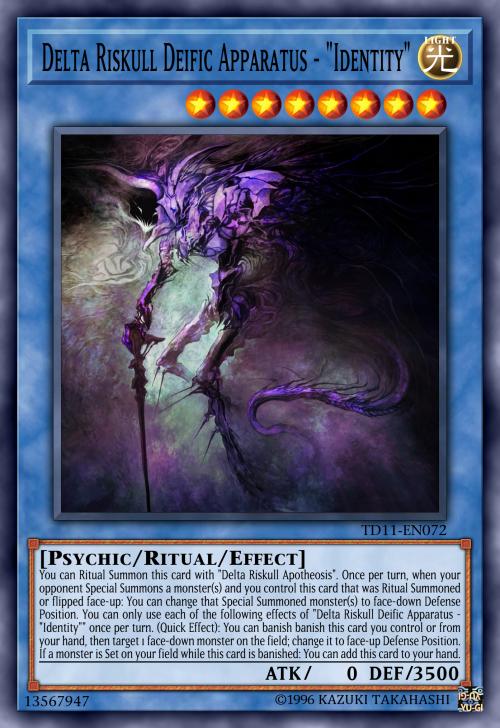 Delta Riskull Deific Apparatus - "Identity"
LIGHT
光
TD11-EN072
[Psychic/Ritual/Effect]
You can Ritual Summon this card with "Delta Riskull Apotheosis". Once per turn, when your
opponent Special Summons a monster(s) and you control this card that was Ritual Summoned
or flipped face-up: You can change that Special Summoned monster(s) to face-down Defense
Position. You can only use each of the following effects of "Delta Riskull Deific Apparatus -
"Identity"" once per turn. (Quick Effect): You can banish banish this card you control or from
your hand, then target 1 face-down monster on the field; change it to face-up Defense Position.
If a monster is Set on your field while this card is banished: You can add this card to your hand.
ATK/ 0 DEF/3500
13567947
©1996 KAZUKI TAKAHASHI